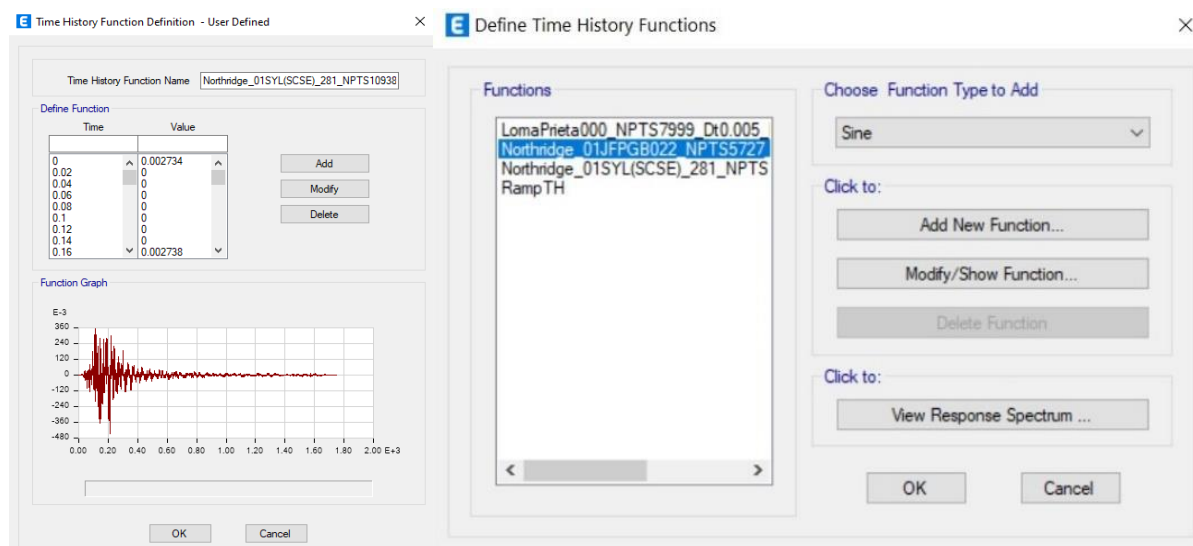 E Time History Function Definition - User Defined
Time History Function Name Northridge_01SYL(SCSE)_281_NPTS10938
Define Function
Time Value
0 0.002734
0.02 0
0.04 0
0.06 0
0.08 0
0.1 0
0.12 0
0.14 0
0.16 0.002738
Add
Modify
Delete
Function Graph
E-3
360
240
120
0
-120
-240
-360
-480
0.00 0.20 0.40 0.60 0.80 1.00 1.20 1.40 1.60 1.80 2.00 E+3
OK Cancel
E Define Time History Functions
Functions
LomaPrieta000_NPTS7999_Dt0.005_
Northridge_01JFPGB022_NPTS5727
Northridge_01SYL(SCSE)_281_NPTS
RampTH
Choose Function Type to Add
Sine
Click to:
Add New Function...
Modify/Show Function...
Delete Function
Click to:
View Response Spectrum ...
OK Cancel